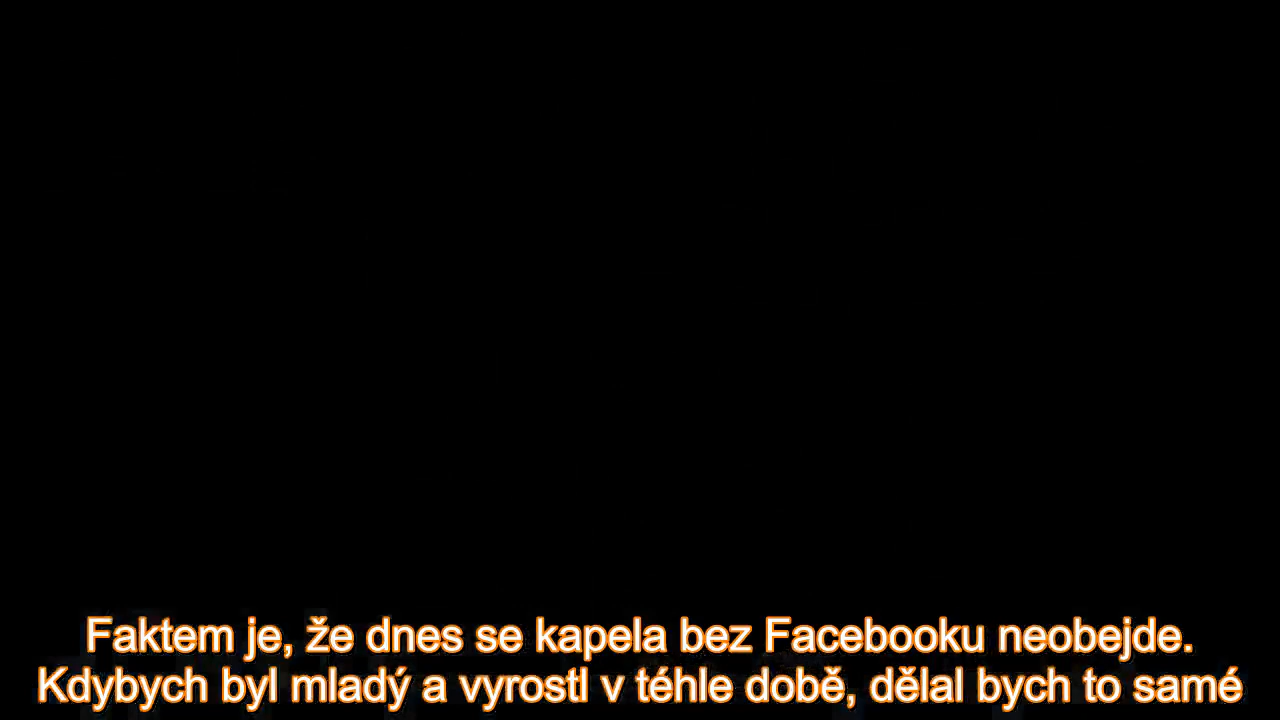 Faktem je, že dnes se kapela bez Facebooku neobejde.
Kdybych byl mladý a vyrostl v téhle době, dělal bych to samé